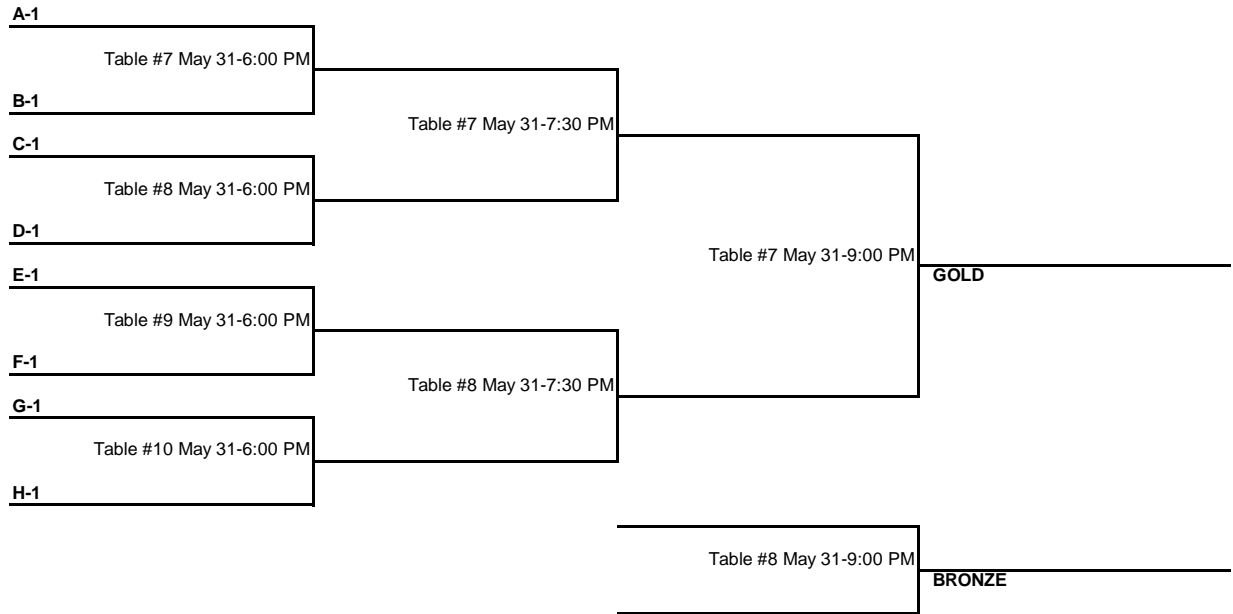 A-1
Table #7 May 31-6:00 PM
B-1
Table #7 May 31-7:30 PM
C-1
Table #8 May 31-6:00 PM
D-1
Table #7 May 31-9:00 PM
GOLD
E-1
Table #9 May 31-6:00 PM
F-1
Table #8 May 31-7:30 PM
G-1
Table #10 May 31-6:00 PM
H-1
Table #8 May 31-9:00 PM
BRONZE